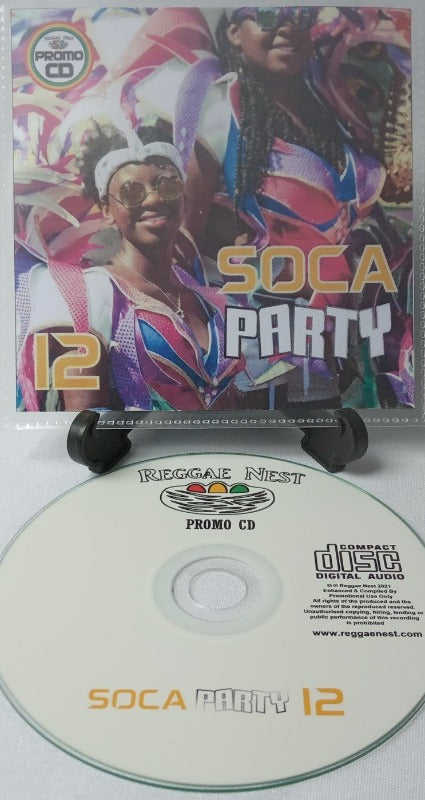 Reggae Nest
PROMO
CD
SOCA
PARTY
12
REGGAE NEST
PROMO CD
COMPACT
disc
DIGITAL AUDIO
© Reggae Nest 2021
Enhanced & Compiled By
Promotional Use Only
All rights of the produced and the
owners of the reproduced reserved.
Unauthorised copying, hiring, lending or
public performance of this recording
is prohibited
www.reggaenest.com
SOCA PARTY 12